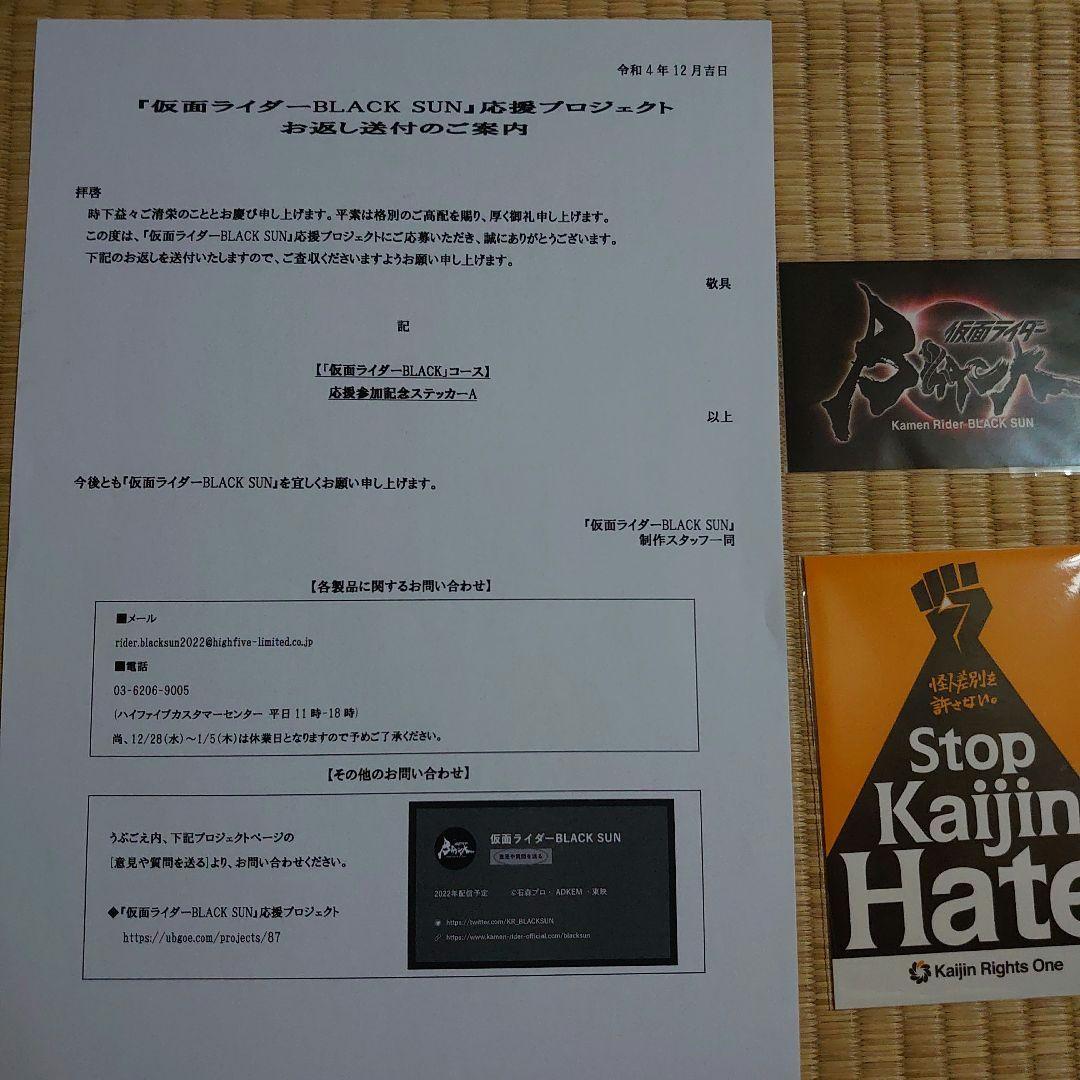 令和4年12月吉日
『仮面ライダーBLACK SUN』応援プロジェクト
お返し送付のご案内
拝啓
時下益々ご清栄のこととお慶び申し上げます。平素は格別のご高配を賜り、厚く御礼申し上げます。
この度は、『仮面ライダーBLACK SUN』応援プロジェクトにご応募いただき、誠にありがとうございます。
下記のお返しを送付いたしますので、ご査収くださいますようお願い申し上げます。
敬具
記
【「仮面ライダーBLACK」コース】
応援参加記念ステッカーA
以上
今後とも『仮面ライダーBLACK SUN』を宜しくお願い申し上げます。
『仮面ライダーBLACK SUN』
制作スタッフ一同
【各製品に関するお問い合わせ】
■メール
rider.blacksun2022@highfive-limited.co.jp
■電話
03-6206-9005
(ハイファイブカスタマーセンター 平日11時-18時)
尚、12/28(水)～1/5(木)は休業日となりますので予めご了承ください。
【その他のお問い合わせ】
うぶごえ内、下記プロジェクトページの
[意見や質問を送る]より、お問い合わせください。
◆『仮面ライダーBLACK SUN』応援プロジェクト
https://ubgoe.com/projects/87
仮面ライダーBLACK SUN
意見や質問を送る
2022年配信予定 ©石森プロ・ADKEM・東映
https://twitter.com/KR_BLACKSUN
https://www.kamen-rider-official.com/blacksun
仮面ライダー
BLACK
Kamen Rider BLACK SUN
怪人差別を
許さない。
Stop
Kaijin
Hate
Kaijin Rights One